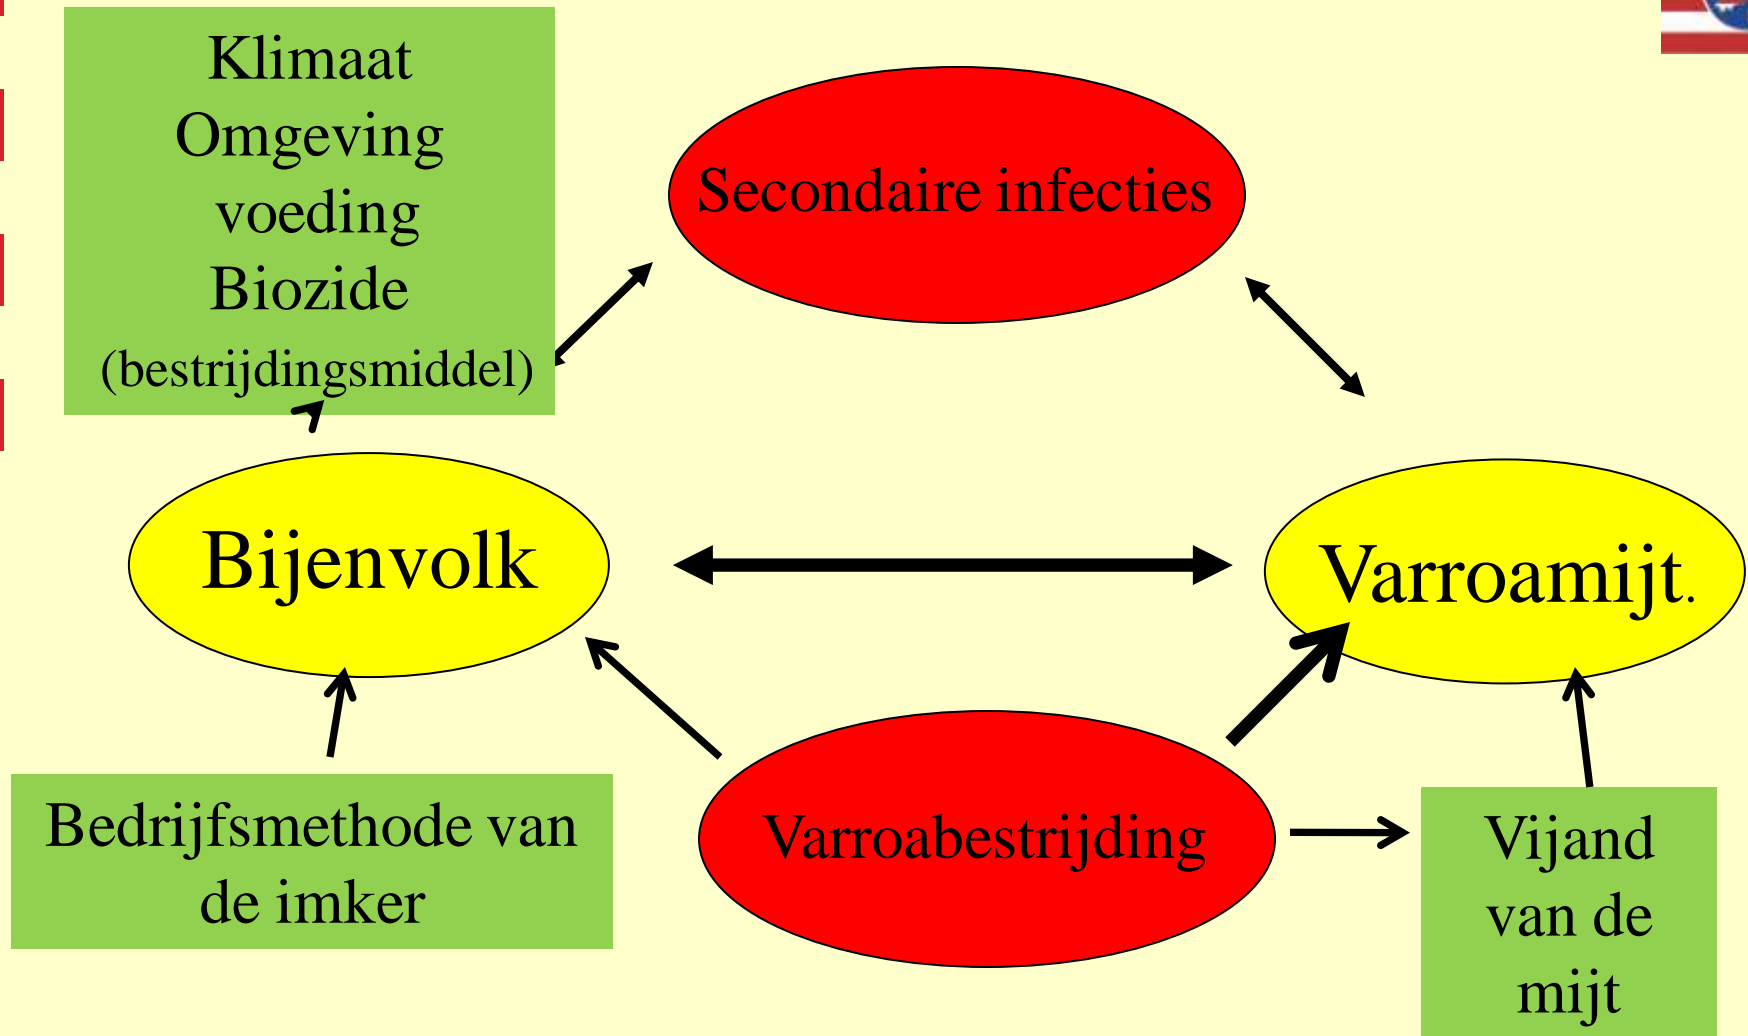 Klimaat
Omgeving
voeding
Biozide
(bestrijdingsmiddel)
Secondaire infecties
Bijenvolk
Varroamijt.
Bedrijfsmethode van
de imker
Varroabestrijding
Vijand
van de
mijt